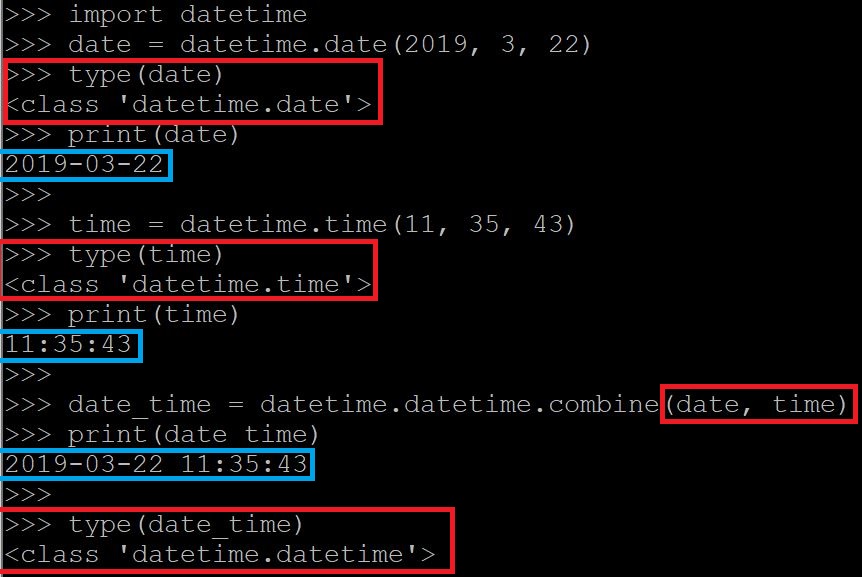 >>> import datetime
>>> date = datetime.date(2019, 3, 22)
>>> type(date)
<class 'datetime.date'>
>>> print(date)
2019-03-22
>>>
>>> time = datetime.time(11, 35, 43)
>>> type(time)
<class 'datetime.time'>
>>> print(time)
11:35:43
>>>
>>> date_time = datetime.datetime.combine(date, time)
>>> print(date_time)
2019-03-22 11:35:43
>>>
>>> type(date_time)
<class 'datetime.datetime'>